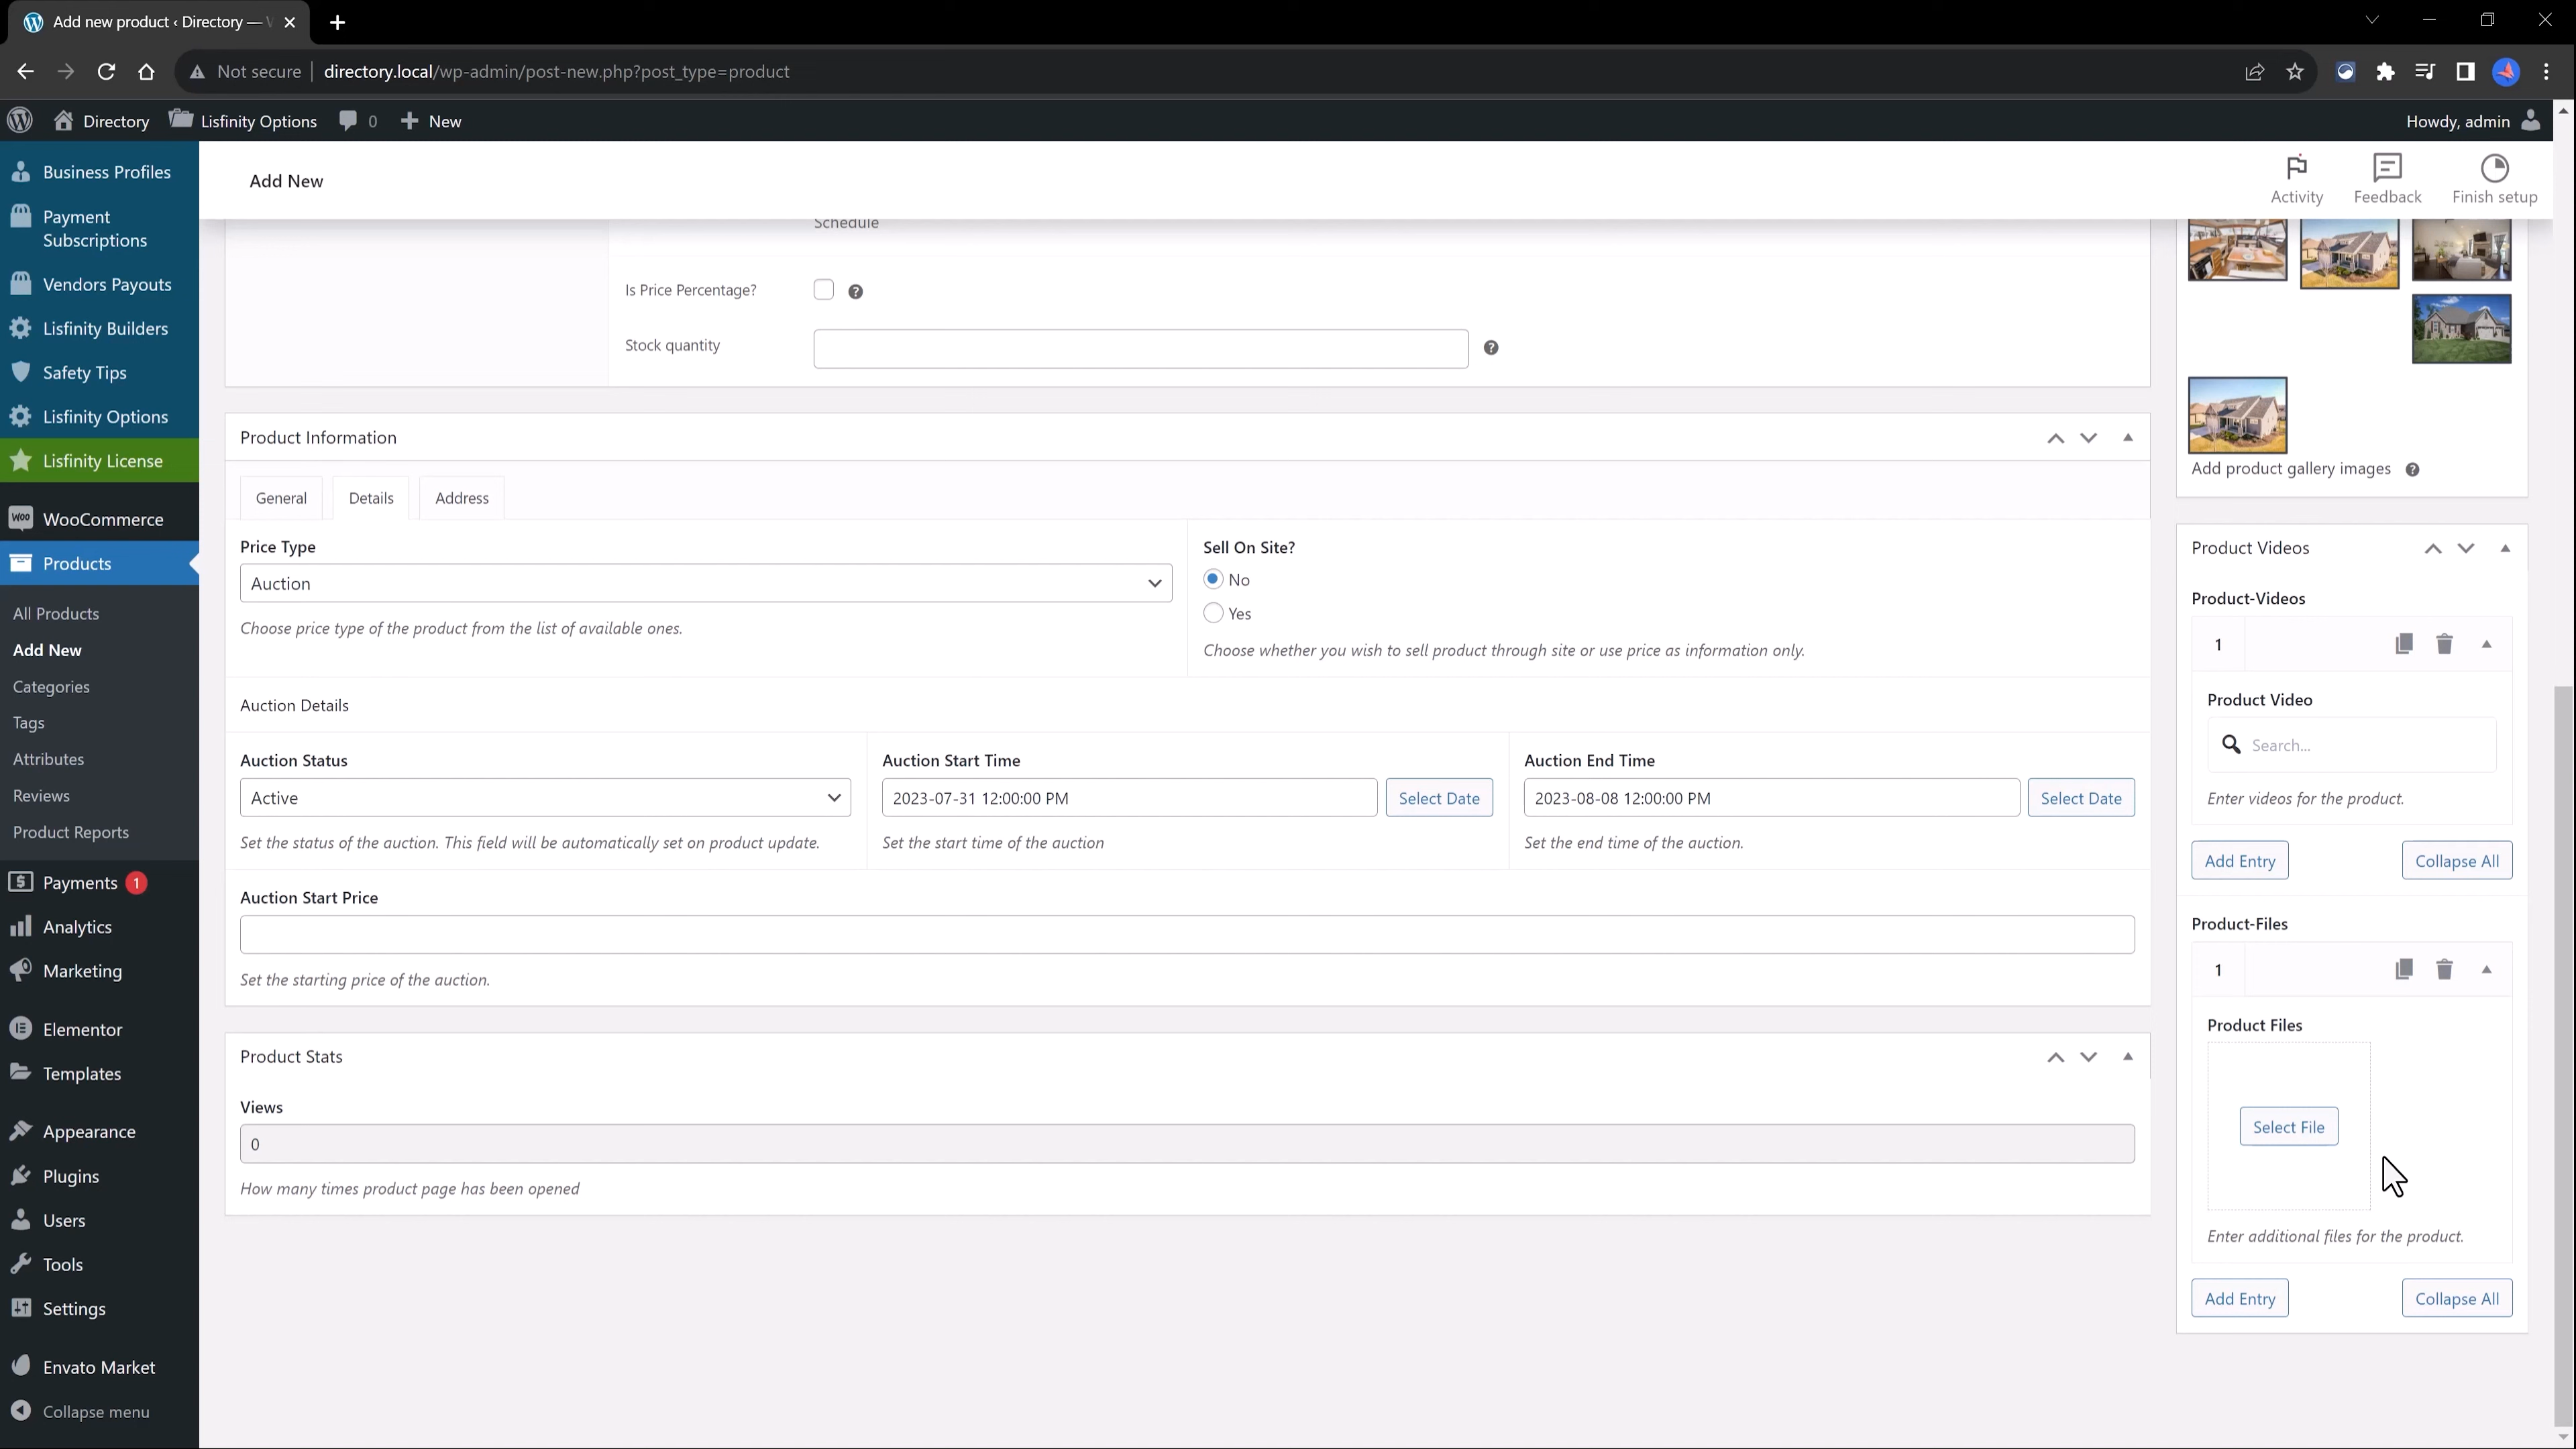 Add new product ‹ Directory —
Not secure
directory.local/wp-admin/post-new.php?post_type=product
Directory
Lisfinity Options
0
New
Howdy, admin
Business Profiles
Payment
Subscriptions
Vendors Payouts
Lisfinity Builders
Safety Tips
Lisfinity Options
Lisfinity License
WooCommerce
Products
All Products
Add New
Categories
Tags
Attributes
Reviews
Product Reports
Payments 1
Analytics
Marketing
Elementor
Templates
Appearance
Plugins
Users
Tools
Settings
Envato Market
Collapse menu
Add New
Activity
Feedback
Finish setup
Schedule
Is Price Percentage?
Stock quantity
Product Information
General
Details
Address
Price Type
Auction
Choose price type of the product from the list of available ones.
Sell On Site?
No
Yes
Choose whether you wish to sell product through site or use price as information only.
Auction Details
Auction Status
Active
Set the status of the auction. This field will be automatically set on product update.
Auction Start Time
2023-07-31 12:00:00 PM
Select Date
Set the start time of the auction
Auction End Time
2023-08-08 12:00:00 PM
Select Date
Set the end time of the auction.
Auction Start Price
Set the starting price of the auction.
Product Stats
Views
0
How many times product page has been opened
Add product gallery images
Product Videos
Product-Videos
1
Product Video
Search...
Enter videos for the product.
Add Entry
Collapse All
Product-Files
1
Product Files
Select File
Enter additional files for the product.
Add Entry
Collapse All